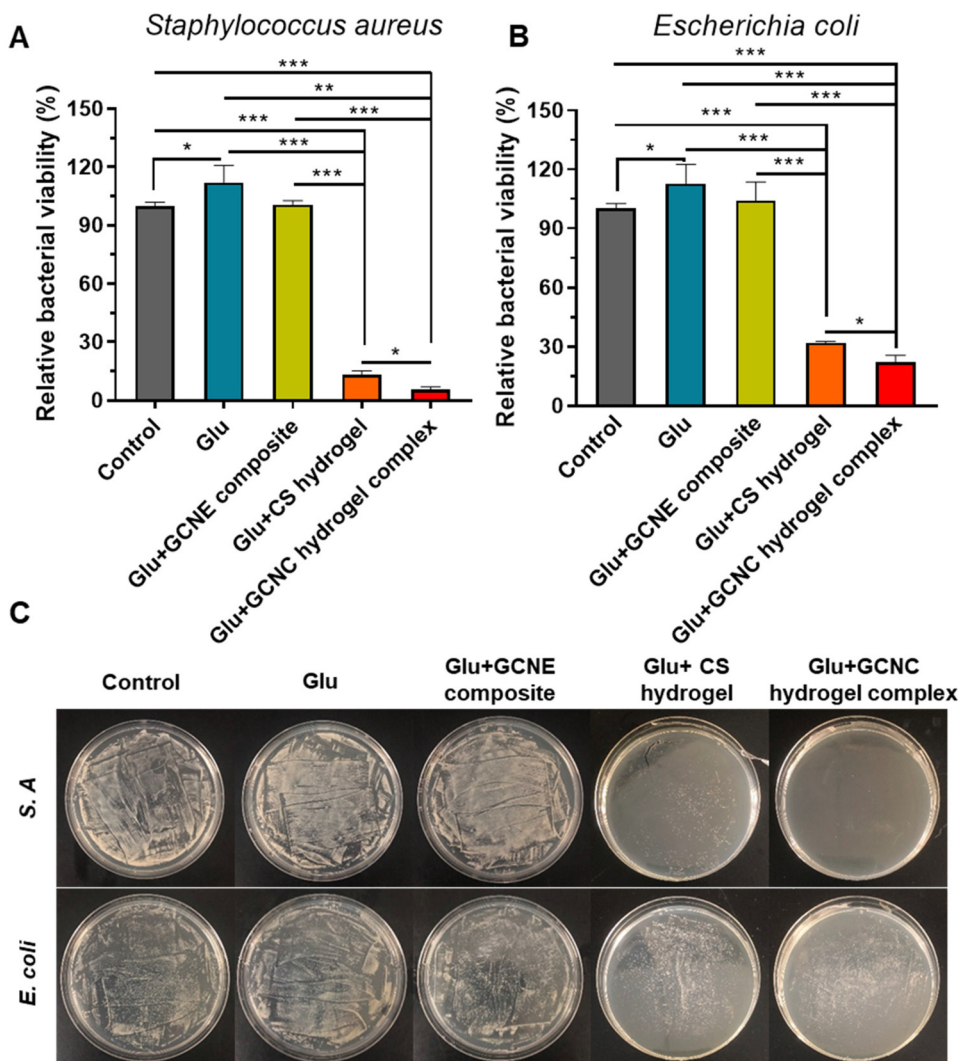 A
Staphylococcus aureus
Relative bacterial viability (%)
150
120
90
60
30
0
***
**
***
***
*
***
***
*
Control
Glu
Glu+GCNE composite
Glu+CS hydrogel
Glu+GCNC hydrogel complex
B
Escherichia coli
Relative bacterial viability (%)
150
120
90
60
30
0
***
***
***
***
*
***
***
*
Control
Glu
Glu+GCNE composite
Glu+CS hydrogel
Glu+GCNC hydrogel complex
C
Control
Glu
Glu+GCNE
composite
Glu+ CS
hydrogel
Glu+GCNC
hydrogel complex
S. A
E. coli